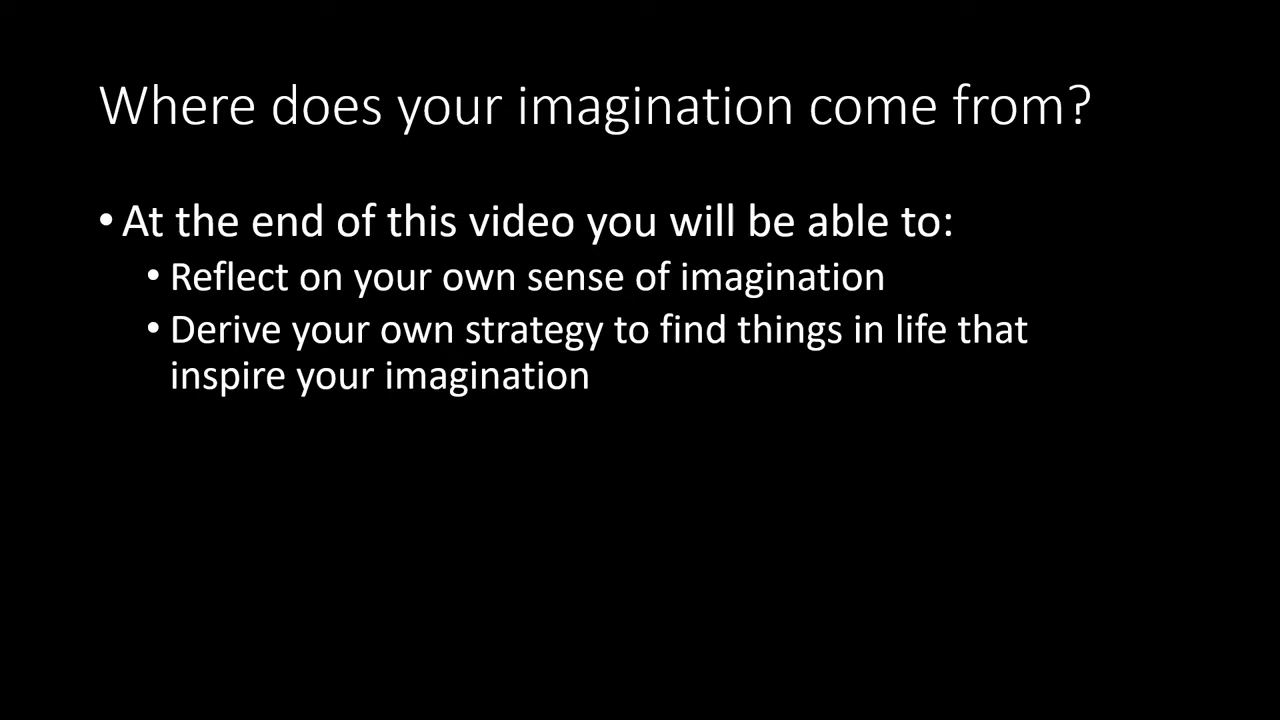 Where does your imagination come from?
• At the end of this video you will be able to:
• Reflect on your own sense of imagination
• Derive your own strategy to find things in life that
inspire your imagination